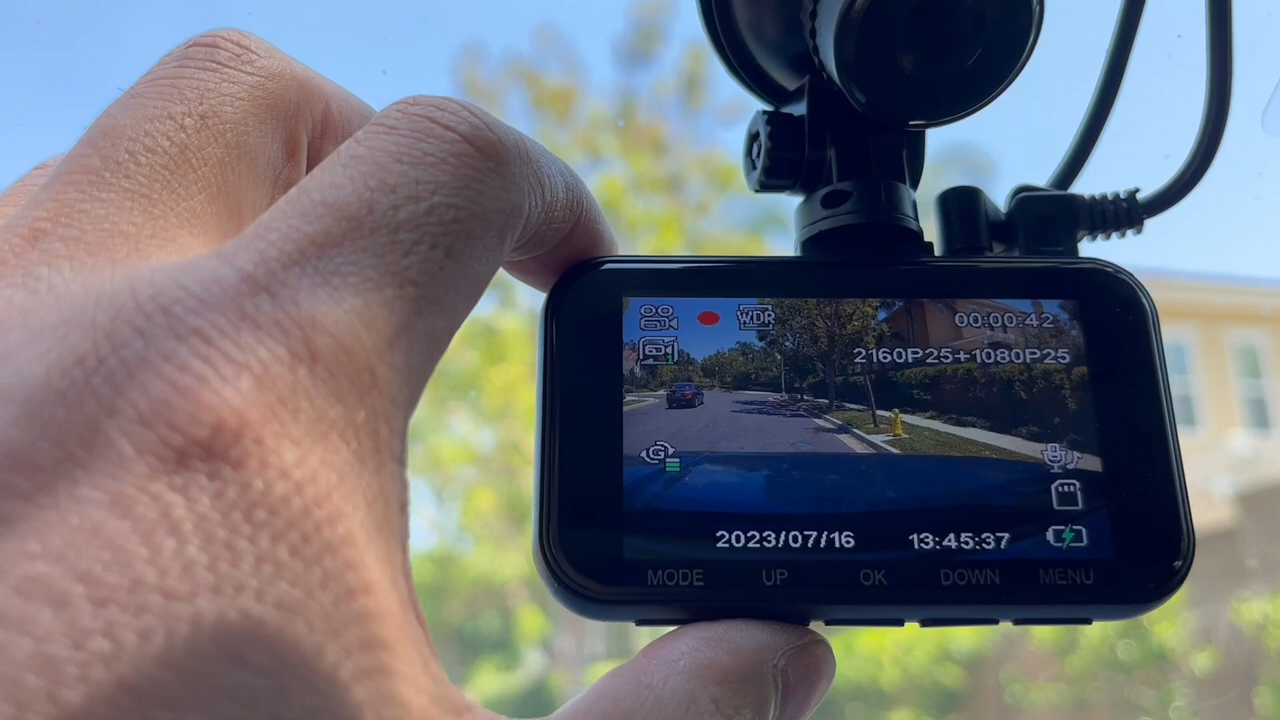 WDR
00:00:42
2160P25+1080P25
G
2023/07/16 13:45:37
MODE UP OK DOWN MENU